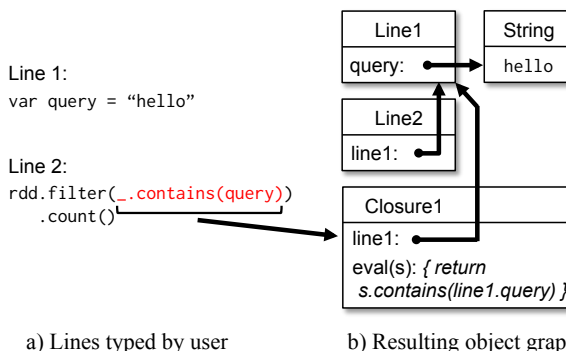 Line 1:
var query = “hello”
Line 2:
rdd.filter(_.contains(query))
.count()
a) Lines typed by user
Line1
query:
String
hello
Line2
line1:
Closure1
line1:
eval(s): { return
s.contains(line1.query) }
b) Resulting object grap